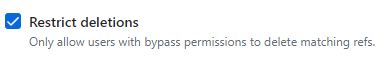 Restrict deletions
Only allow users with bypass permissions to delete matching refs.